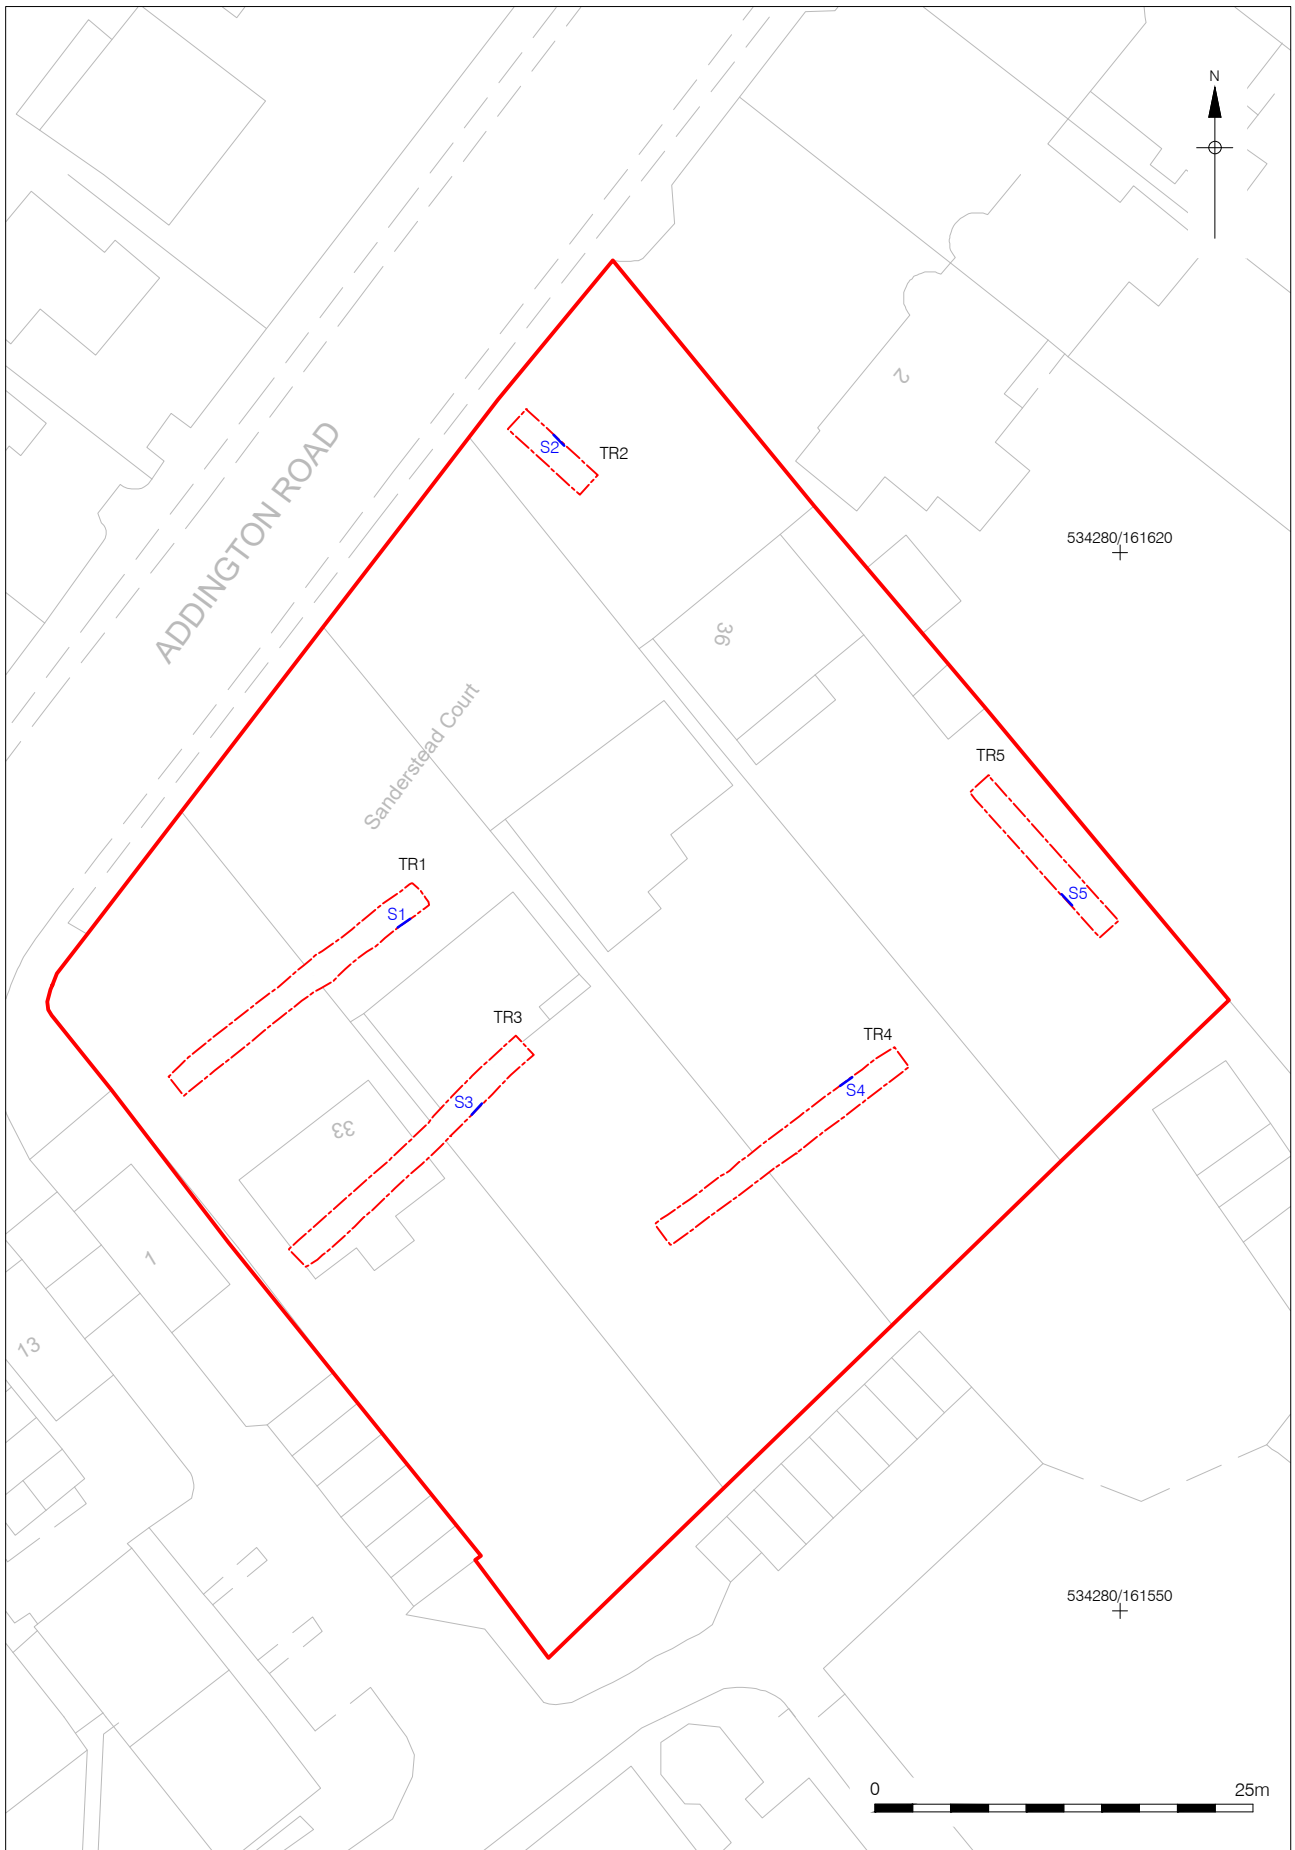 N
2
S2
TR2
534280/161620
ADDINGTON ROAD
36
Sanderstead Court
TR5
TR1
S5
S1
TR3
TR4
S4
S3
33
1
13
534280/161550
0
25m